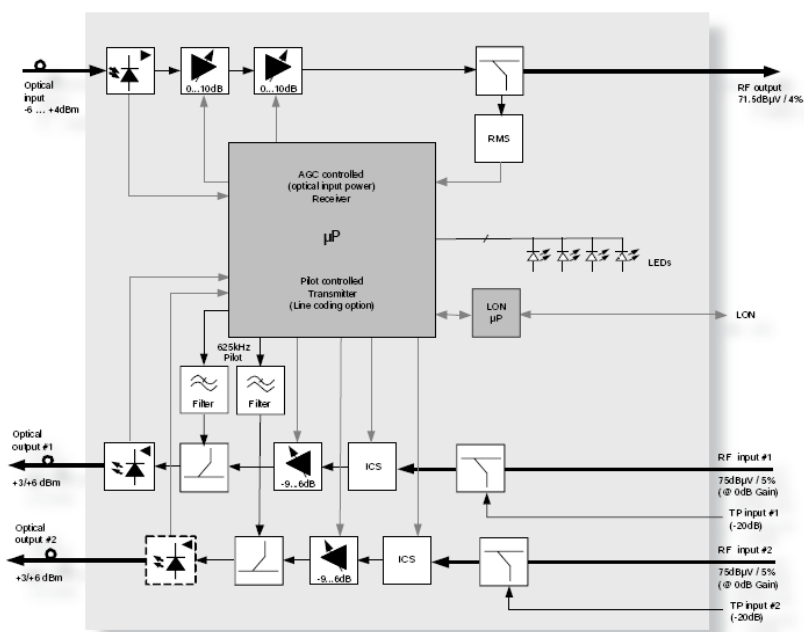 Optical
input
-6 ... +4dBm
0...10dB
0...10dB
RF output
71.5dBµV / 4%
RMS
AGC controlled
(optical input power)
Receiver
µP
Pilot controlled
Transmitter
(Line coding option)
LEDs
LON
µP
LON
625kHz
Pilot
Filter
Filter
Optical
output #1
+3/+6 dBm
-9...6dB
ICS
RF input #1
75dBµV / 5%
(@ 0dB Gain)
TP input #1
(-20dB)
Optical
output #2
+3/+6 dBm
-9...6dB
ICS
RF input #2
75dBµV / 5%
(@ 0dB Gain)
TP input #2
(-20dB)